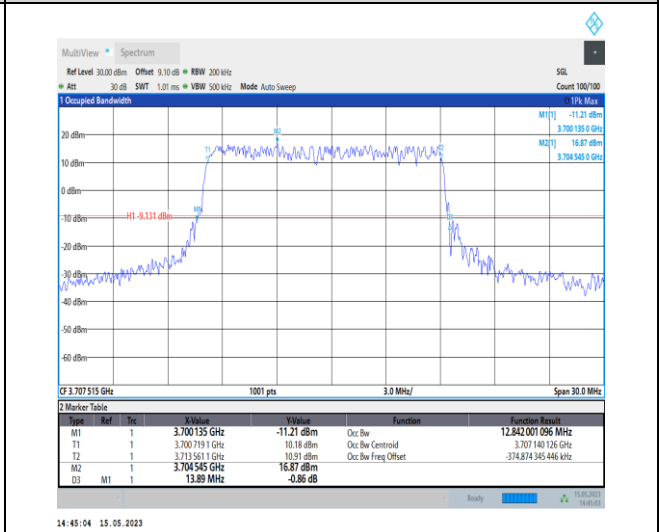 MultiView Spectrum
Ref Level 30.00 dBm Offset 9.10 dB RBW 200 kHz SGL
Att 30 dB SWT 1.01 ms VBW 500 kHz Mode Auto Sweep Count 100/100
1 Occupied Bandwidth 1Pk Max
M1[1] -11.21 dBm
3.700 135 0 GHz
M2[1] 16.87 dBm
3.704 545 0 GHz
20 dBm
M2
T1
10 dBm
0 dBm
M1
H1 -9.131 dBm
-10 dBm
-20 dBm
-30 dBm
-40 dBm
-50 dBm
-60 dBm
CF 3.707 515 GHz 1001 pts 3.0 MHz/ Span 30.0 MHz
2 Marker Table
Type Ref Trc X-Value Y-Value Function Function Result
M1 1 3.700 135 GHz -11.21 dBm Occ Bw 12.842 001 096 MHz
T1 1 3.700 719 1 GHz 10.18 dBm Occ Bw Centroid 3.707 140 126 GHz
T2 1 3.713 561 1 GHz 10.91 dBm Occ Bw Freq Offset -374.874 345 446 kHz
M2 1 3.704 545 GHz 16.87 dBm
D3 M1 1 13.89 MHz -0.86 dB
Ready 15.05.2023
14:45:03
14:45:04 15.05.2023